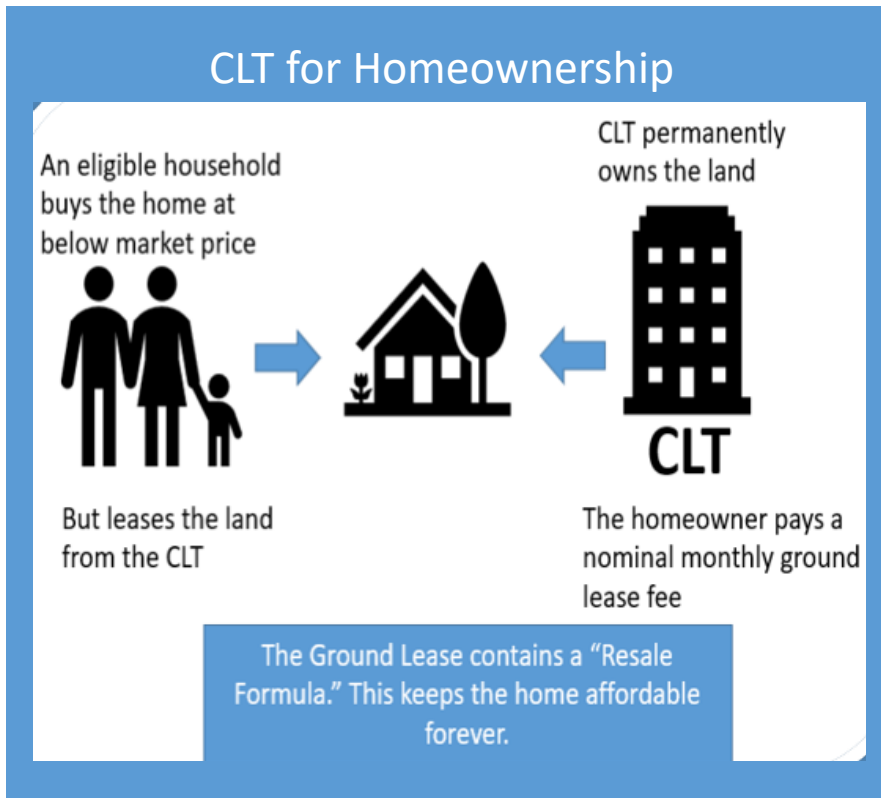 CLT for Homeownership
An eligible household
buys the home at
below market price
CLT permanently
owns the land
CLT
But leases the land
from the CLT
The homeowner pays a
nominal monthly ground
lease fee
The Ground Lease contains a “Resale
Formula.” This keeps the home affordable
forever.